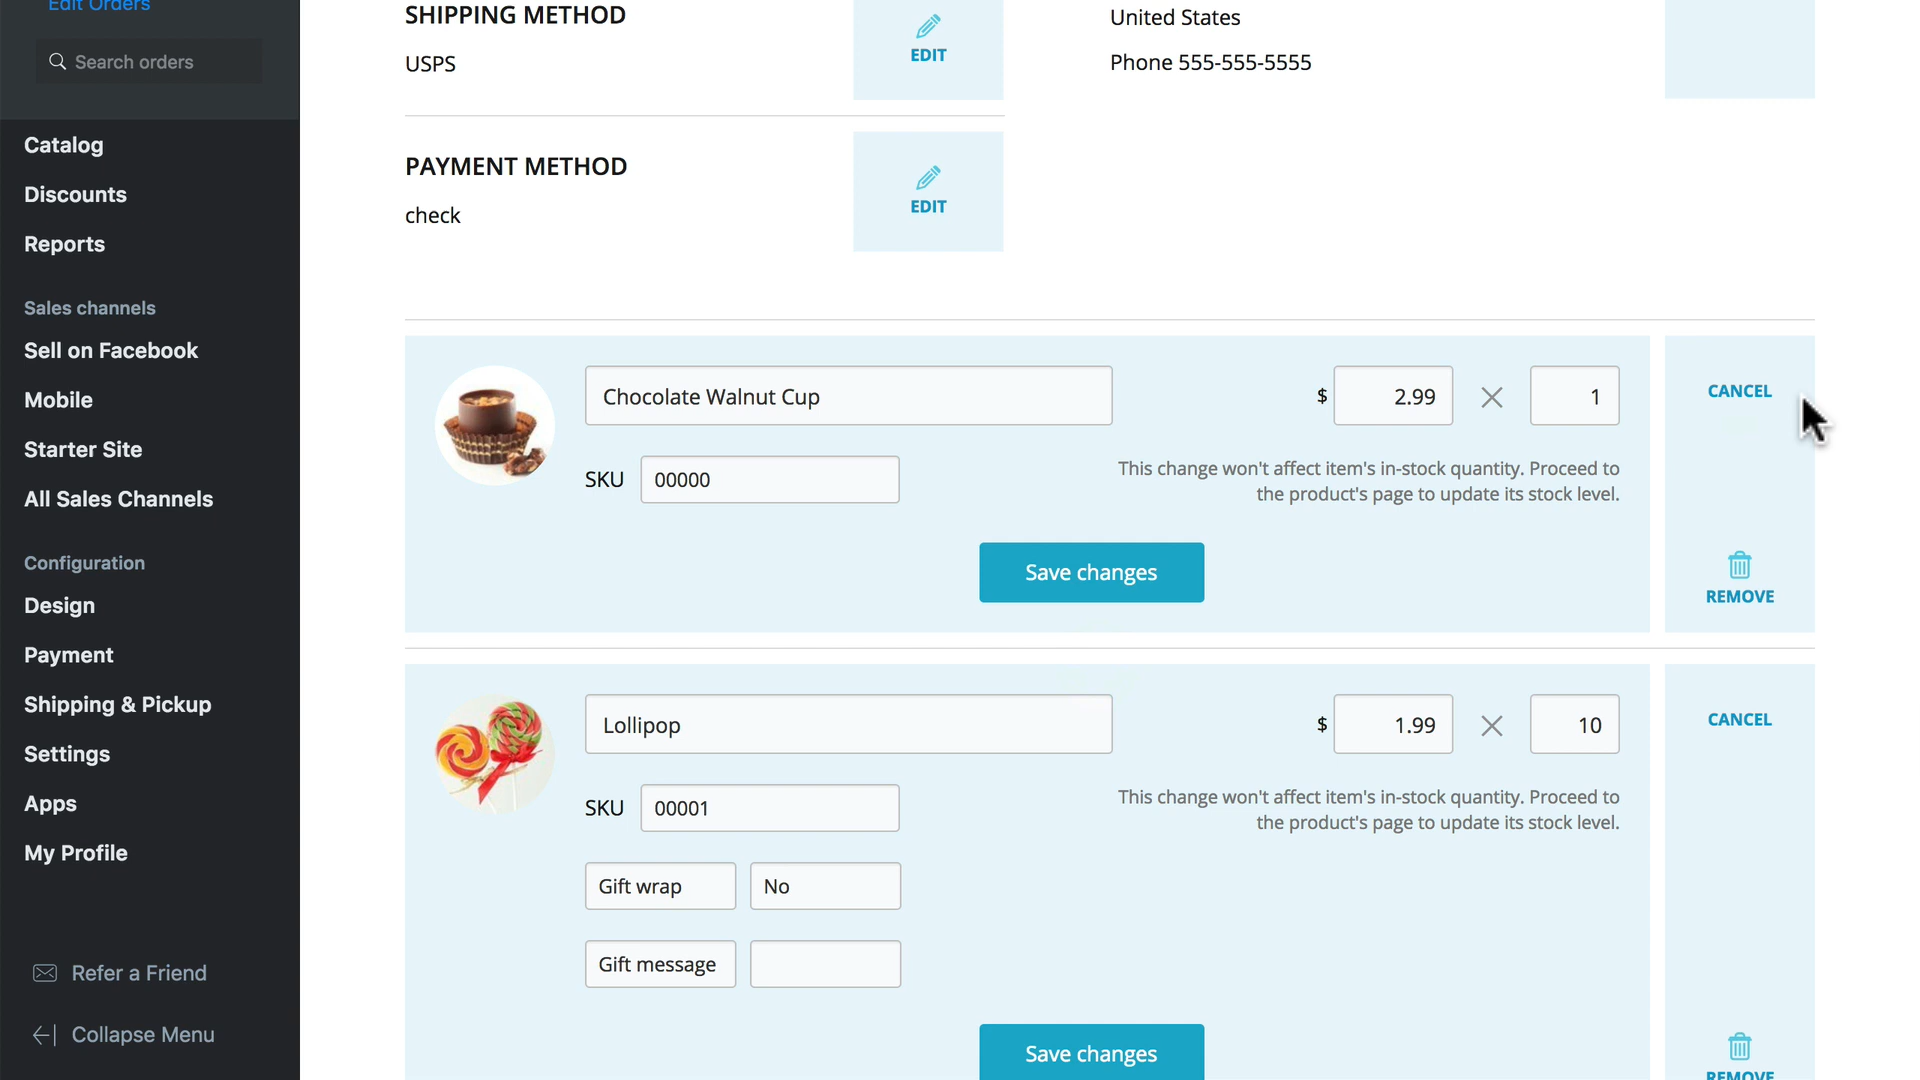 Edit Orders
Search orders
Catalog
Discounts
Reports
Sales channels
Sell on Facebook
Mobile
Starter Site
All Sales Channels
Configuration
Design
Payment
Shipping & Pickup
Settings
Apps
My Profile
Refer a Friend
Collapse Menu
SHIPPING METHOD
USPS
EDIT
United States
Phone 555-555-5555
PAYMENT METHOD
check
EDIT
Chocolate Walnut Cup
$ 2.99 1
CANCEL
SKU 00000
This change won't affect item's in-stock quantity. Proceed to
the product's page to update its stock level.
Save changes
REMOVE
Lollipop
$ 1.99 10
CANCEL
SKU 00001
This change won't affect item's in-stock quantity. Proceed to
the product's page to update its stock level.
Gift wrap No
Gift message
Save changes
REMOVE